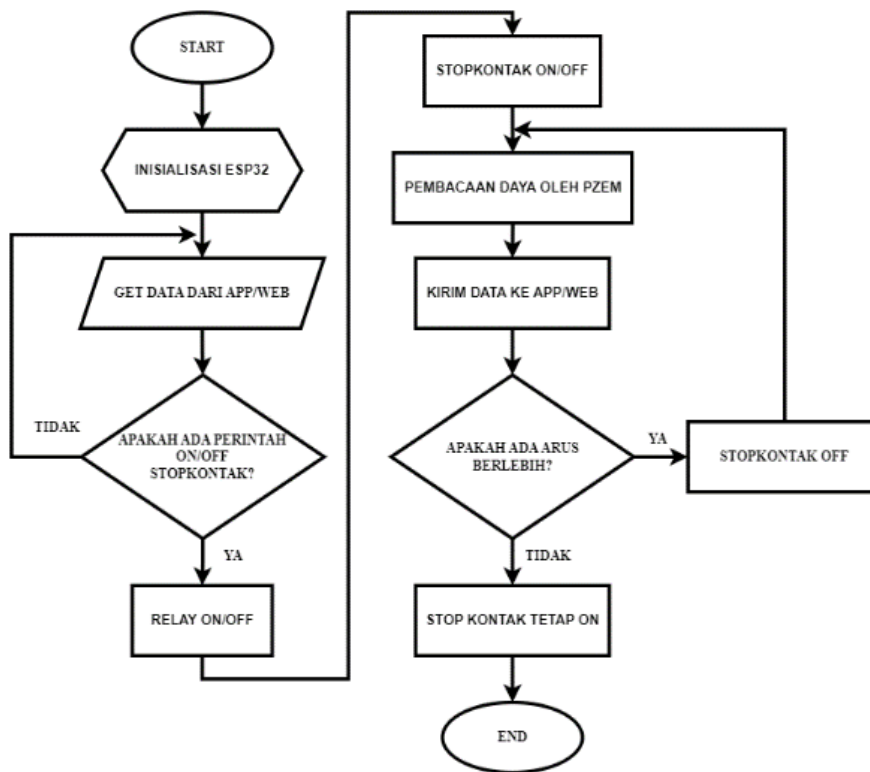 START
INISIALISASI ESP32
GET DATA DARI APP/WEB
TIDAK
APAKAH ADA PERINTAH
ON/OFF
STOPKONTAK?
YA
RELAY ON/OFF
STOPKONTAK ON/OFF
PEMBACAAN DAYA OLEH PZEM
KIRIM DATA KE APP/WEB
APAKAH ADA ARUS
BERLEBIH?
YA
STOPKONTAK OFF
TIDAK
STOP KONTAK TETAP ON
END